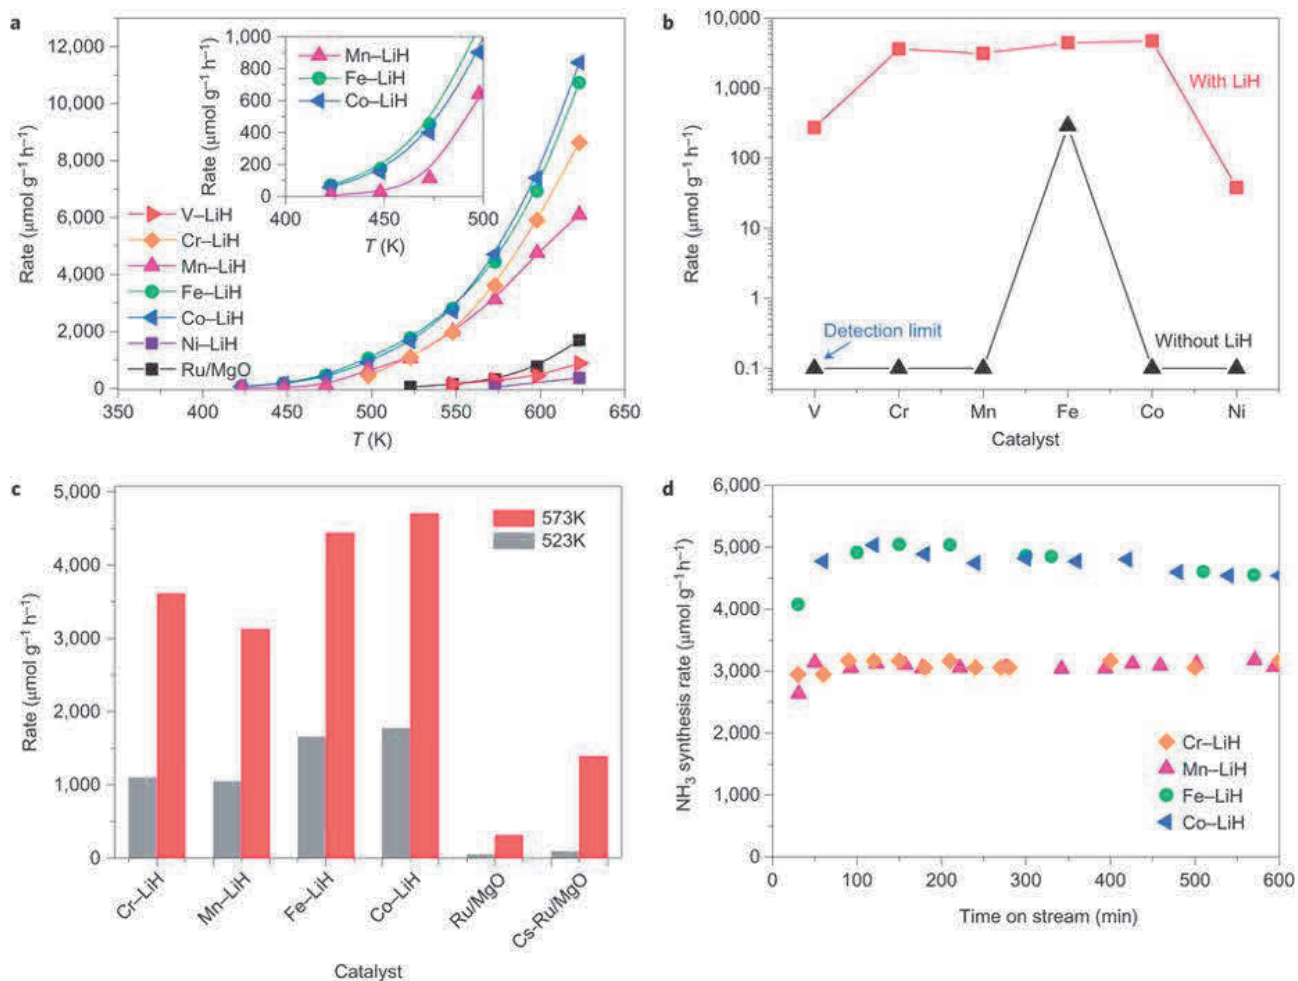 a
Rate (μmol g⁻¹ h⁻¹)
12,000
10,000
8,000
6,000
4,000
2,000
0
350
400
450
500
550
600
650
T (K)
V–LiH
Cr–LiH
Mn–LiH
Fe–LiH
Co–LiH
Ni–LiH
Ru/MgO
Rate (μmol g⁻¹ h⁻¹)
1,000
800
600
400
200
0
400
450
500
T (K)
Mn–LiH
Fe–LiH
Co–LiH
b
Rate (μmol g⁻¹ h⁻¹)
10,000
1,000
100
10
1
0.1
With LiH
Detection limit
Without LiH
V
Cr
Mn
Fe
Co
Ni
Catalyst
c
Rate (μmol g⁻¹ h⁻¹)
5,000
4,000
3,000
2,000
1,000
0
573K
523K
Cr–LiH
Mn–LiH
Fe–LiH
Co–LiH
Ru/MgO
Cs-Ru/MgO
Catalyst
d
NH₃ synthesis rate (μmol g⁻¹ h⁻¹)
6,000
5,000
4,000
3,000
2,000
1,000
0
Cr–LiH
Mn–LiH
Fe–LiH
Co–LiH
0
100
200
300
400
500
600
Time on stream (min)